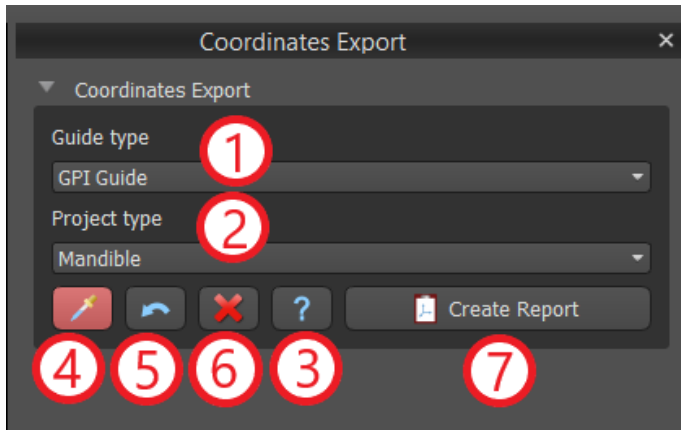 Coordinates Export
Coordinates Export
Guide type
1
GPI Guide
Project type
2
Mandible
? Create Report
4 5 6 3 7